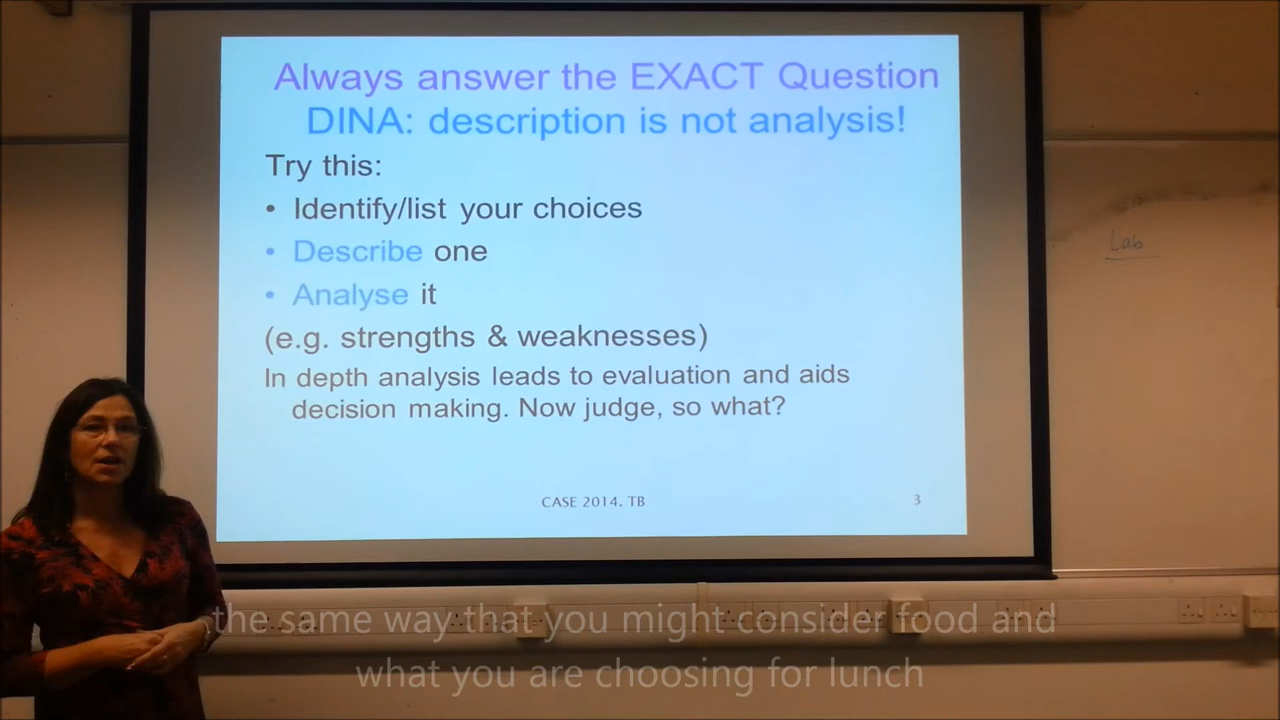 Always answer the EXACT Question
DINA: description is not analysis!
Try this:
• Identify/list your choices
• Describe one
• Analyse it
(e.g. strengths & weaknesses)
In depth analysis leads to evaluation and aids
decision making. Now judge, so what?
CASE 2014. TB
3
Lab
the same way that you might consider food and
what you are choosing for lunch